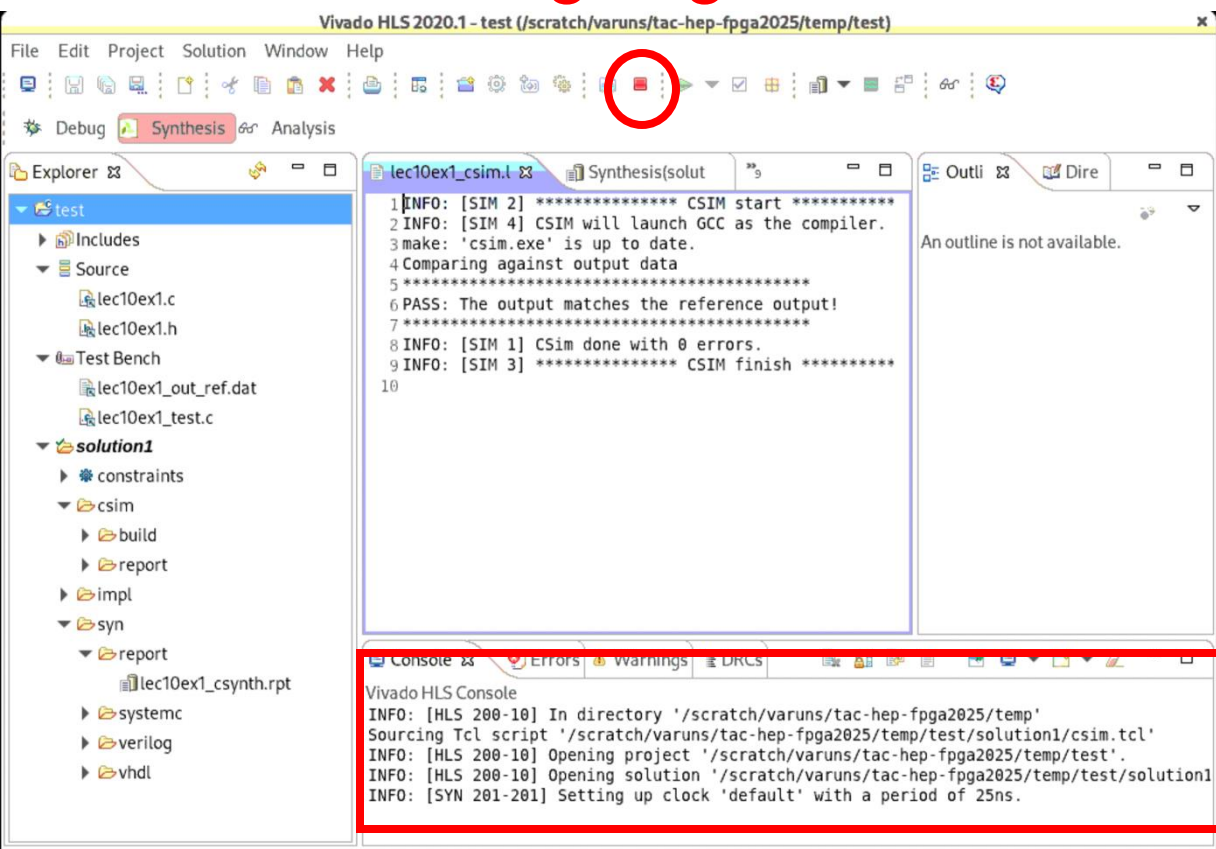 Vivado HLS 2020.1 - test (/scratch/varuns/tac-hep-fpga2025/temp/test)
File Edit Project Solution Window Help
Debug Synthesis Analysis
Explorer
test
Includes
Source
lec10ex1.c
lec10ex1.h
Test Bench
lec10ex1_out_ref.dat
lec10ex1_test.c
solution1
constraints
csim
build
report
impl
syn
report
lec10ex1_csynth.rpt
systemc
verilog
vhdl
lec10ex1_csim.l Synthesis(solut »9
1 INFO: [SIM 2] *************** CSIM start ***********
2 INFO: [SIM 4] CSIM will launch GCC as the compiler.
3 make: 'csim.exe' is up to date.
4 Comparing against output data
5 *******************************************
6 PASS: The output matches the reference output!
7 *******************************************
8 INFO: [SIM 1] CSim done with 0 errors.
9 INFO: [SIM 3] *************** CSIM finish **********
10
Outli Dire
An outline is not available.
Console Errors Warnings DRCs
Vivado HLS Console
INFO: [HLS 200-10] In directory '/scratch/varuns/tac-hep-fpga2025/temp'
Sourcing Tcl script '/scratch/varuns/tac-hep-fpga2025/temp/test/solution1/csim.tcl'
INFO: [HLS 200-10] Opening project '/scratch/varuns/tac-hep-fpga2025/temp/test'.
INFO: [HLS 200-10] Opening solution '/scratch/varuns/tac-hep-fpga2025/temp/test/solution1
INFO: [SYN 201-201] Setting up clock 'default' with a period of 25ns.